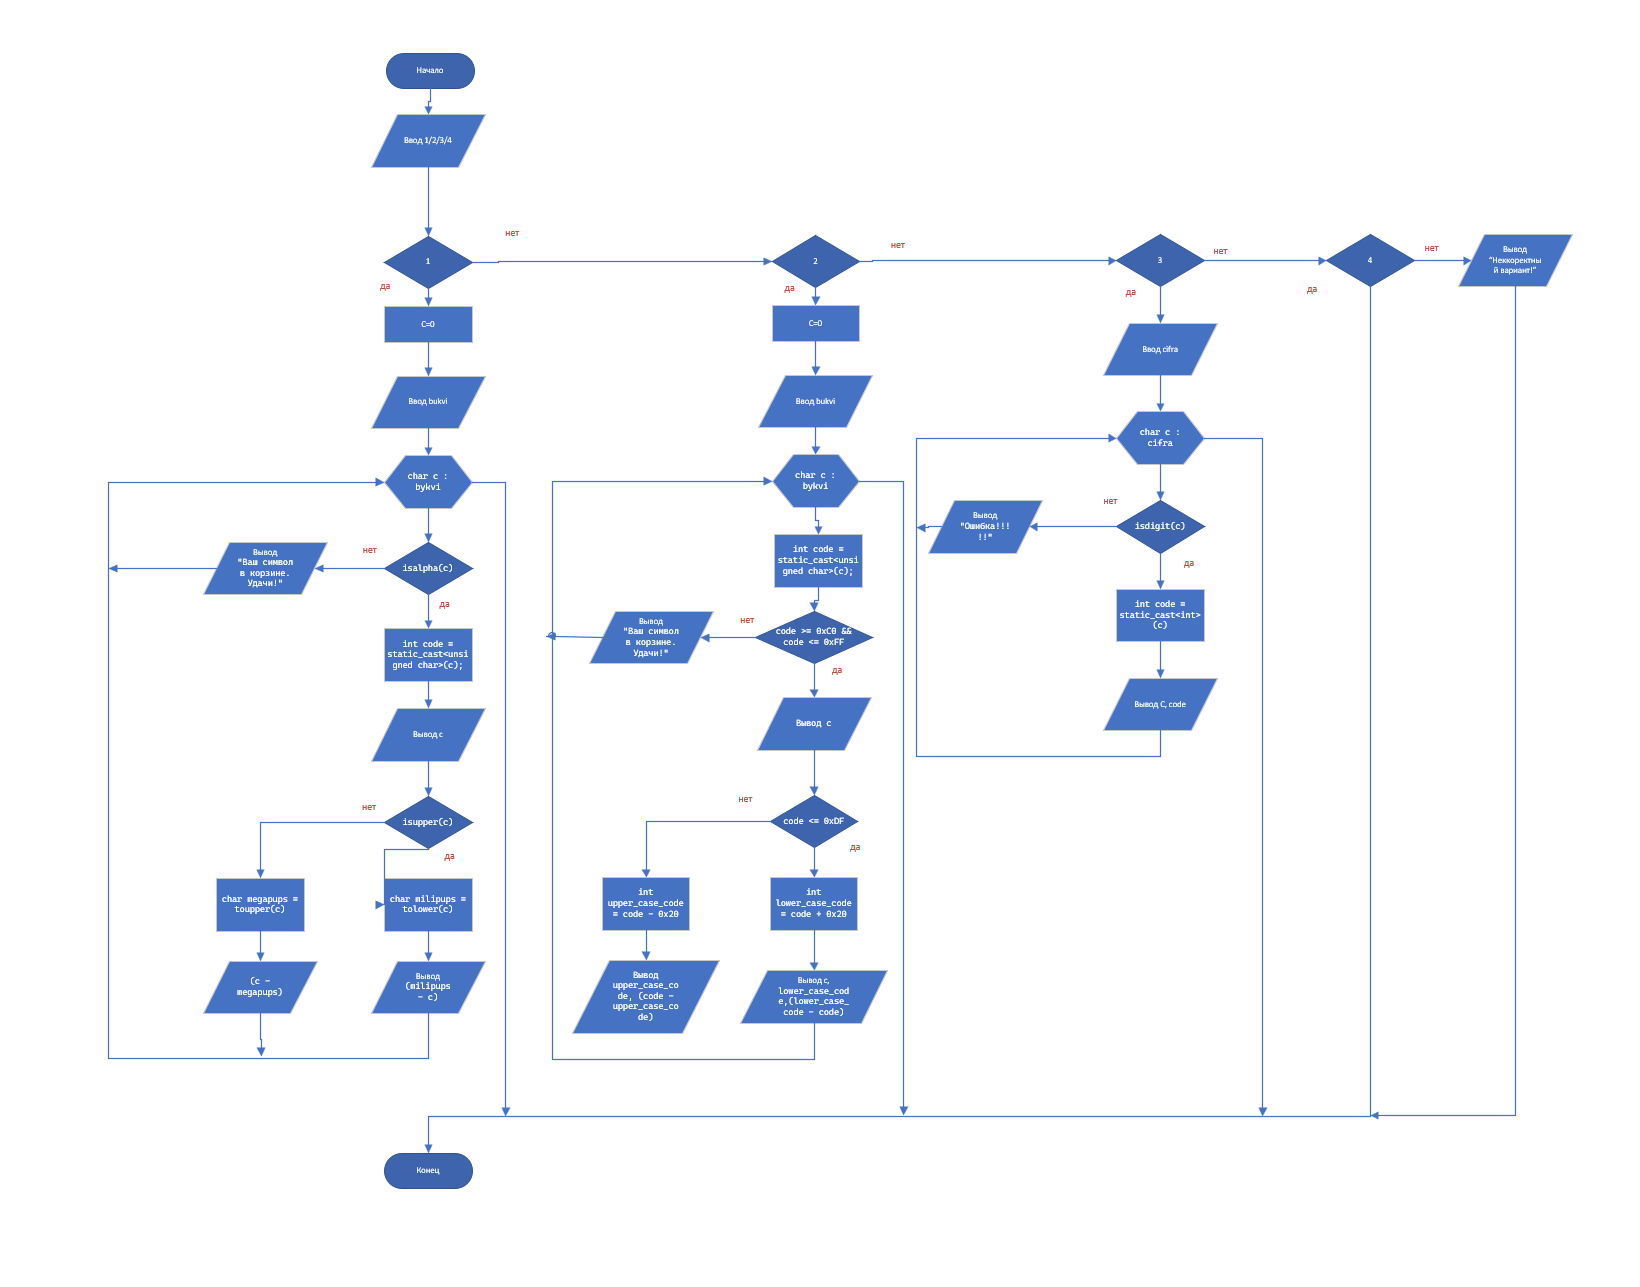 Начало
Ввод 1/2/3/4
1
нет
2
нет
3
нет
4
нет
Вывод
“Неккоректны
й вариант!”
да
да
да
да
C=0
Ввод bukvi
char c :
bykvi
isalpha(c)
нет
Вывод
"Ваш символ
в корзине.
Удачи!"
да
int code =
static_cast<unsi
gned char>(c);
Вывод c
isupper(c)
нет
да
char megapups =
toupper(c)
char milipups =
tolower(c)
(c -
megapups)
Вывод
(milipups
- c)
C=0
Ввод bukvi
char c :
bykvi
int code =
static_cast<unsi
gned char>(c);
code >= 0xC0 &&
code <= 0xFF
нет
Вывод
"Ваш символ
в корзине.
Удачи!"
да
Вывод c
code <= 0xDF
нет
да
int
upper_case_code
= code - 0x20
int
lower_case_code
= code + 0x20
Вывод
upper_case_co
de, (code -
upper_case_co
de)
Вывод c,
lower_case_cod
e,(lower_case_
code - code)
Ввод cifra
char c :
cifra
isdigit(c)
нет
Вывод
"Ошибка!!!
!!"
да
int code =
static_cast<int>
(c)
Вывод C, code
Конец